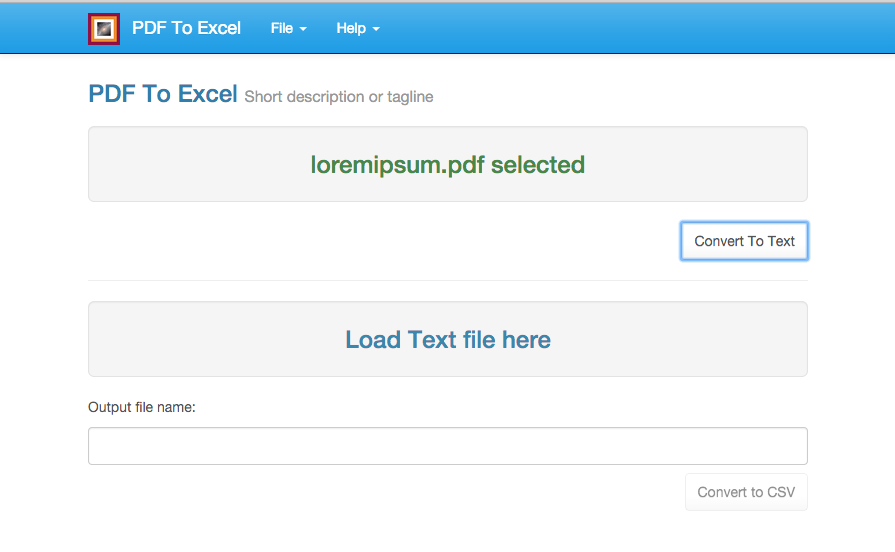 PDF To Excel File Help
PDF To Excel Short description or tagline
loremipsum.pdf selected
Convert To Text
Load Text file here
Output file name:
Convert to CSV